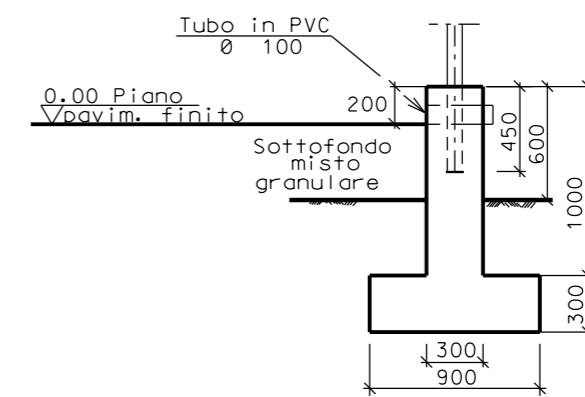 Tubo in PVC
Ø 100
0.00 Piano
pavim. finito
200
Sottofondo
misto
granulare
450
600
1000
300
300
900